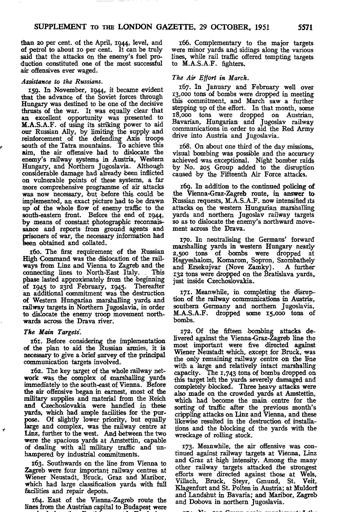 SUPPLEMENT TO THE LONDON GAZETTE, 29 OCTOBER, 1951 5571
than 20 per cent. of the April, 1944, level, and
of petrol to about 10 per cent. It can be truly
said that the attacks on the enemy's fuel pro-
duction constituted one of the most successful
air offensives ever waged.
Assistance to the Russians.
159. In November, 1944, it became evident
that the advance of the Soviet forces through
Hungary was destined to be one of the decisive
thrusts of the war. It was equally clear that
an excellent opportunity was presented to
M.A.S.A.F. of using its striking power to aid
our Russian Ally, by limiting the supply and
reinforcement of the defending Axis troops
south of the Tatra mountains. To achieve this
aim, the air offensive had to dislocate the
enemy's railway systems in Austria, Western
Hungary, and Northern Jugoslavia. Although
considerable damage had already been inflicted
on vulnerable points of these systems, a far
more comprehensive programme of air attacks
was now necessary, but before this could be
implemented, an exact picture had to be drawn
up of the whole flow of enemy traffic to the
south-eastern front. Before the end of 1944,
by means of constant photographic reconnais-
sance and reports from ground agents and
prisoners of war, the necessary information had
been obtained and collated.
160. The first requirement of the Russian
High Command was the dislocation of the rail-
ways from Linz and Vienna to Zagreb and the
connecting lines to North-East Italy. This
phase lasted approximately from the beginning
of 1945 to 23rd February, 1945. Thereafter
an additional commitment was the destruction
of Western Hungarian marshalling yards and
railway targets in Northern Jugoslavia, in order
to dislocate the enemy troop movement north-
wards across the Drava river.
The Main Targets.
161. Before considering the implementation
of the plan to aid the Russian armies, it is
necessary to give a brief survey of the principal
communication targets involved.
162. The key target of the whole railway net-
work was the complex of marshalling yards
immediately to the south-east of Vienna. Before
the air offensive began in earnest, most of the
military supplies and material from the Reich
and Czechoslovakia were handled in these
yards, which had ample facilities for the pur-
pose. Of slightly lower priority, but equally
large and complex, was the railway centre at
Linz, further to the west. And between the two
were the spacious yards at Amstettin, capable
of dealing with all military traffic and un-
hampered by industrial commitments.
163. Southwards on the line from Vienna to
Zagreb were four important railway centres at
Wiener Neustadt, Bruck, Graz and Maribor,
which had large classification yards with full
facilities and repair depots.
164. East of the Vienna-Zagreb route the
lines from the Austrian capital to Budapest were
166. Complementary to the major targets
were minor yards and sidings along the various
lines, while rail traffic offered tempting targets
to M.A.S.A.F. fighters.
The Air Effort in March.
167. In January and February well over
13,000 tons of bombs were dropped in meeting
this commitment, and March saw a further
stepping up of the effort. In that month, some
18,000 tons were dropped on Austrian,
Bavarian, Hungarian and Jugoslav railway
communications in order to aid the Red Army
drive into Austria and Jugoslavia.
168. On about one third of the day missions,
visual bombing was possible and the accuracy
achieved was exceptional. Night bomber raids
by No. 205 Group added to the disruption
caused by the Fifteenth Air Force attacks.
169. In addition to the continued policing of
the Vienna-Graz-Zagreb route, in answer to
Russian requests, M.A.S.A.F. now intensified its
attacks on the western Hungarian marshalling
yards and northern Jugoslav railway targets
so as to dislocate the enemy's northward move-
ment across the Drava.
170. In neutralising the Germans' forward
marshalling yards in western Hungary nearly
2,500 tons of bombs were dropped at
Hegyeshalom, Komarom, Sopron, Szombathely
and Ersekujvar (Nove Zamky). A further
732 tons were dropped on the Bratislava yards,
just inside Czechoslovakia.
171. Meanwhile, in completing the disrup-
tion of the railway communications in Austria,
southern Germany and northern Jugoslavia,
M.A.S.A.F. dropped some 15,000 tons of
bombs.
172. Of the fifteen bombing attacks de-
livered against the Vienna-Graz-Zagreb line the
most important were five directed against
Wiener Neustadt which, except for Bruck, was
the only remaining railway centre on the line
with a large and relatively intact marshalling
capacity. The 1,743 tons of bombs dropped on
this target left the yards severely damaged and
completely blocked. Three heavy attacks were
also made on the crowded yards at Amstettin,
which had become the main centre for the
sorting of traffic after the previous month's
crippling attacks on Linz and Vienna, and these
likewise resulted in the destruction of installa-
tions and the blocking of the yards with the
wreckage of rolling stock.
173. Meanwhile, the air offensive was con-
tinued against railway targets at Vienna, Linz
and Graz at high intensity. Among the many
other railway targets attacked the strongest
efforts were directed against those at Wels,
Villach, Bruck, Steyr, Gmund, St. Veit,
Klagenfurt and St. Polten in Austria; at Muldorf
and Landshut in Bavaria; and Maribor, Zagreb
and Dobova in northern Jugoslavia.